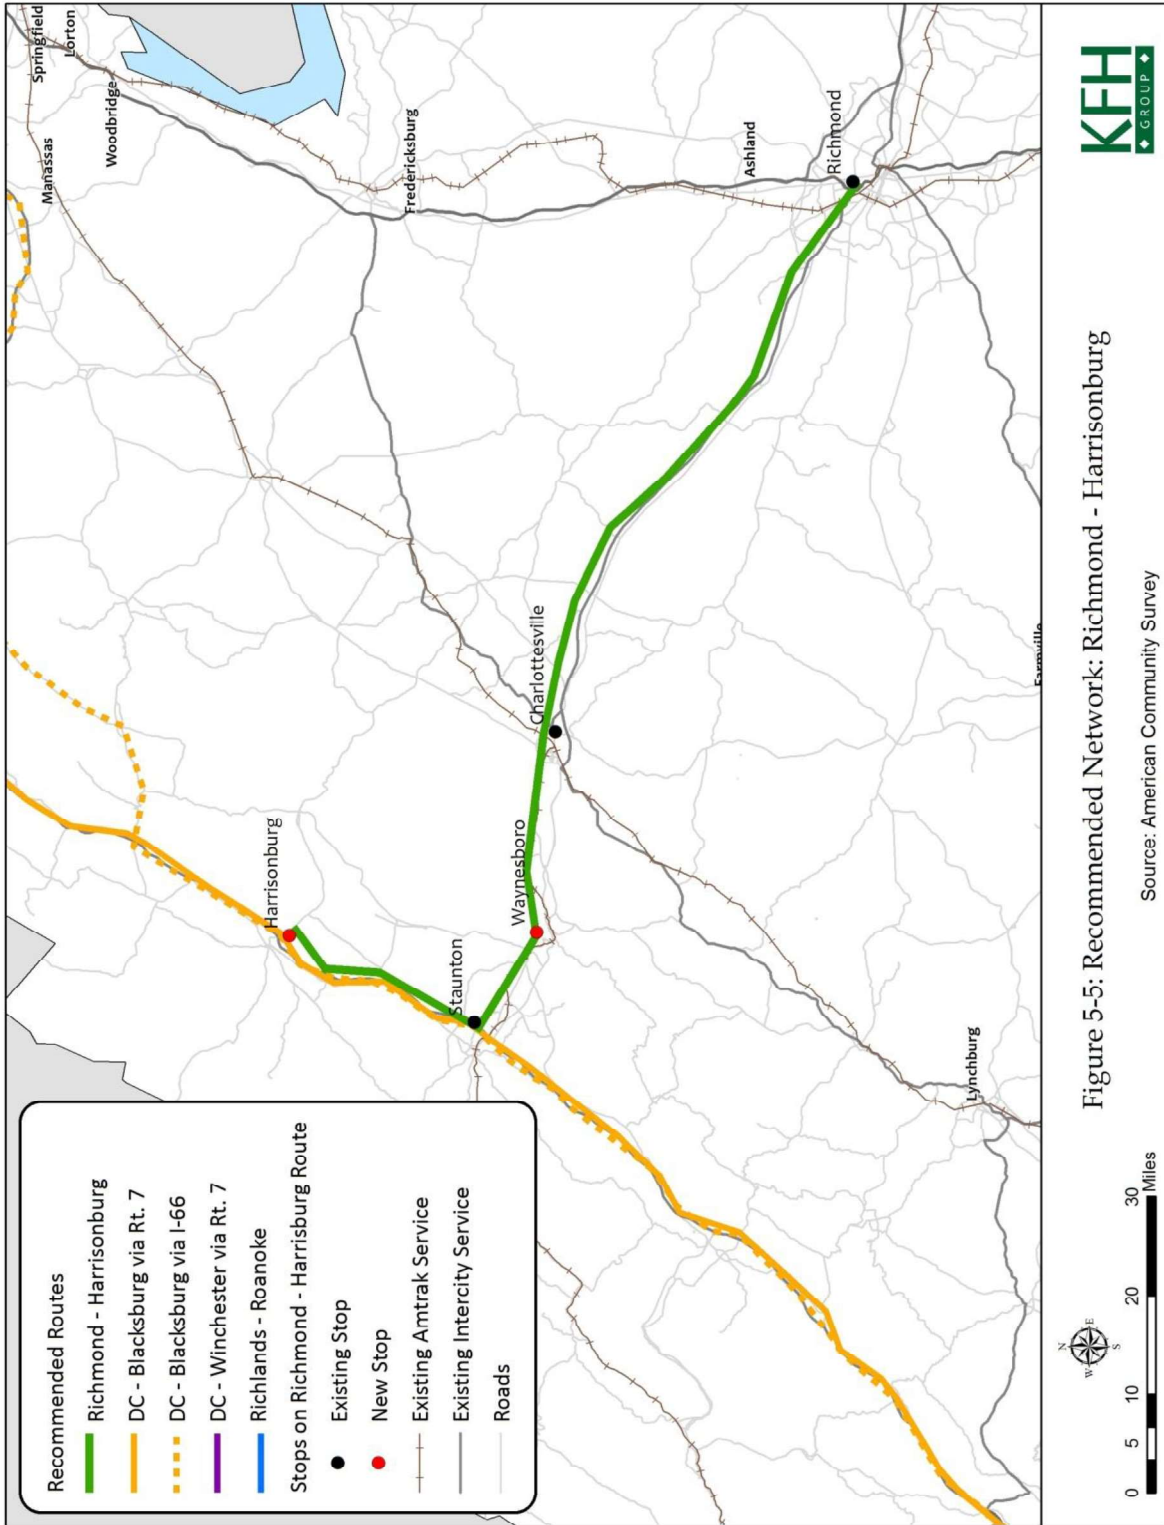 Springfield
Lorton
Woodbridge
Manassas
Fredericksburg
Ashland
Richmond
Charlottesville
Waynesboro
Harrisonburg
Staunton
Lynchburg
Farmville
Recommended Routes
Richmond - Harrisonburg
DC - Blacksburg via Rt. 7
DC - Blacksburg via I-66
DC - Winchester via Rt. 7
Richlands - Roanoke
Stops on Richmond - Harrisburg Route
Existing Stop
New Stop
Existing Amtrak Service
Existing Intercity Service
Roads
N
W E
S
0 5 10 20 30
Miles
Figure 5-5: Recommended Network: Richmond - Harrisonburg
Source: American Community Survey
KFH
GROUP